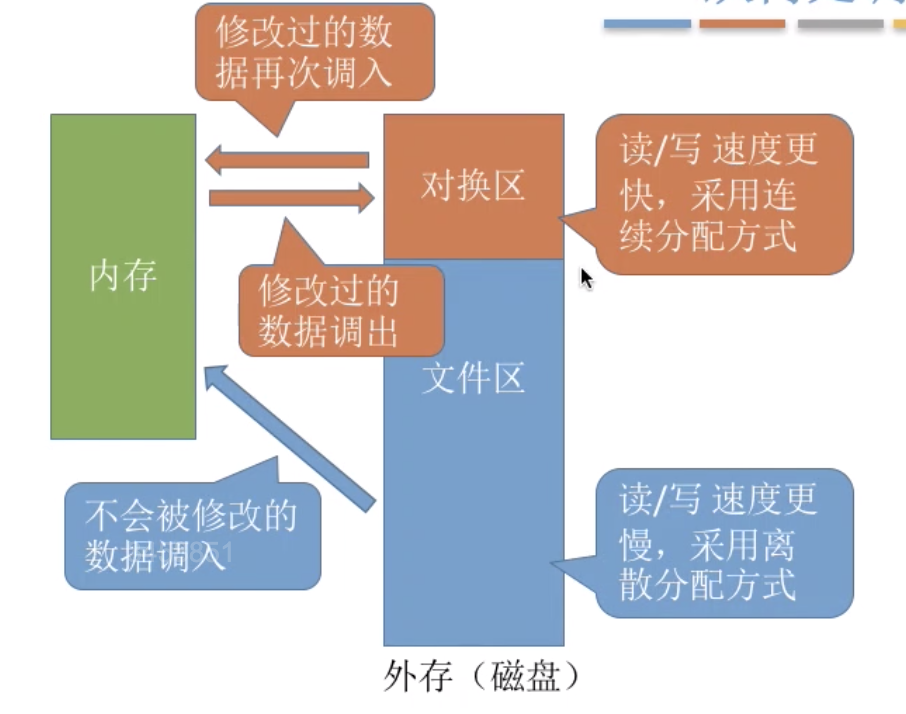 修改过的数
据再次调入
内存
对换区
读/写 速度更
快，采用连
续分配方式
修改过的
数据调出
文件区
不会被修改的
数据调入
读/写 速度更
慢，采用离
散分配方式
外存（磁盘）